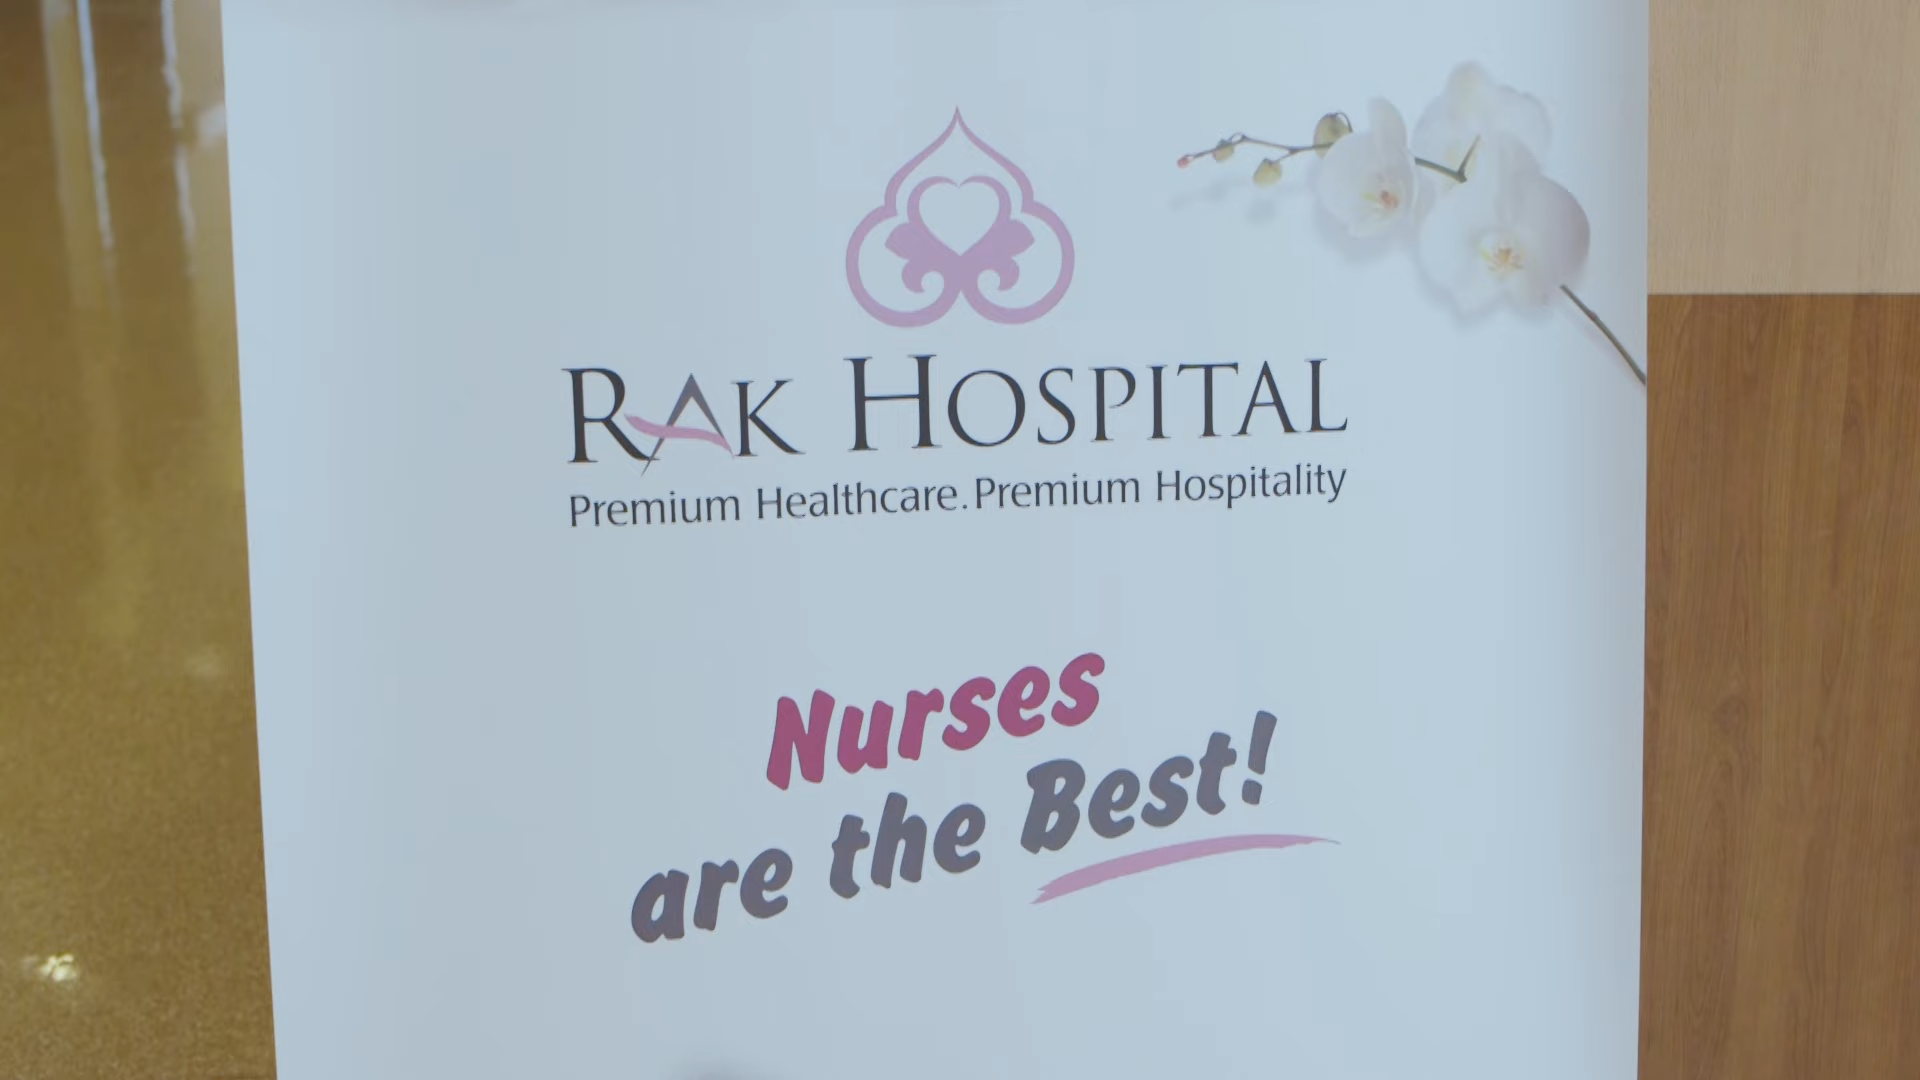 RAK HOSPITAL
Premium Healthcare. Premium Hospitality
Nurses
are the Best!